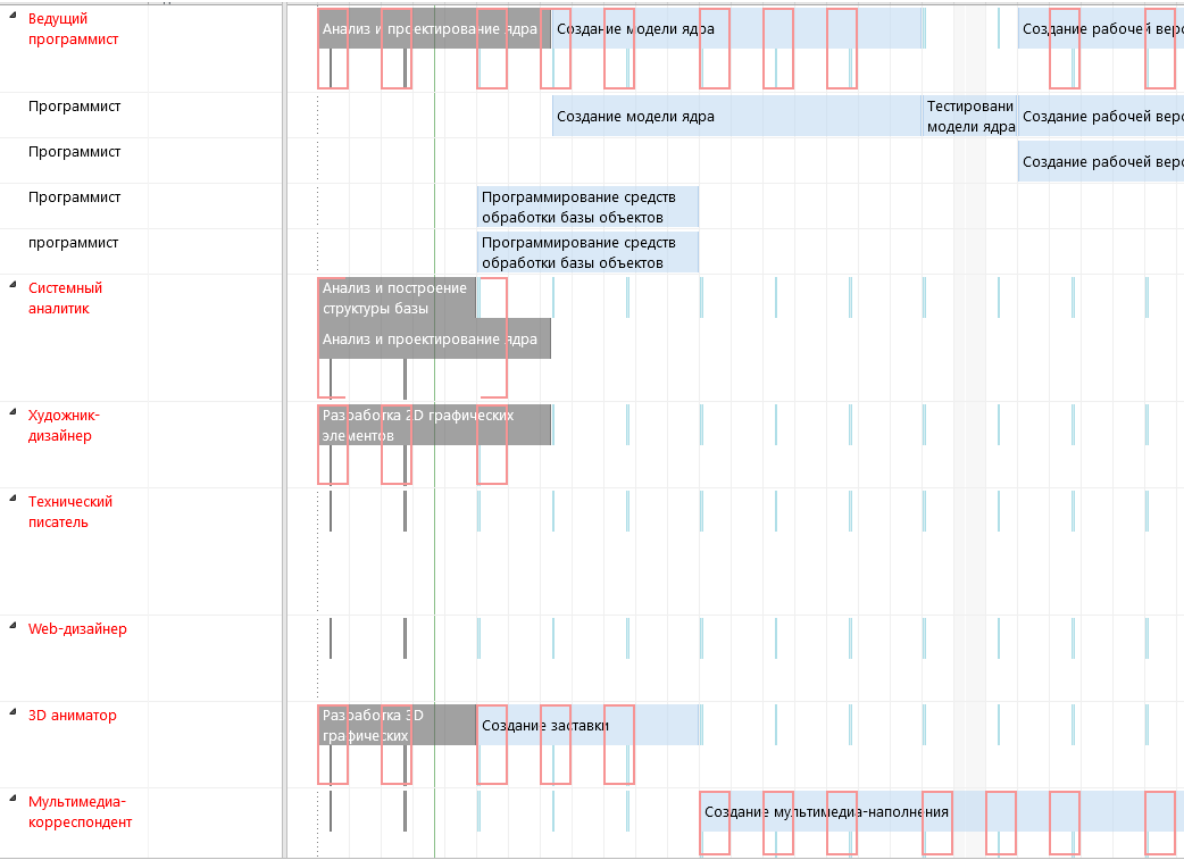 Ведущий
программист
Анализ и проектирование ядра
Создание модели ядра
Создание рабочей верс
Программист
Создание модели ядра
Тестировани
модели ядра
Создание рабочей верс
Программист
Создание рабочей верс
Программист
Программирование средств
обработки базы объектов
программист
Программирование средств
обработки базы объектов
Системный
аналитик
Анализ и построение
структуры базы
Анализ и проектирование ядра
Художник-
дизайнер
Разработка 2D графических
элементов
Технический
писатель
Web-дизайнер
3D аниматор
Разработка 3D
графических
Создание заставки
Мультимедиа-
корреспондент
Создание мультимедиа-наполнения